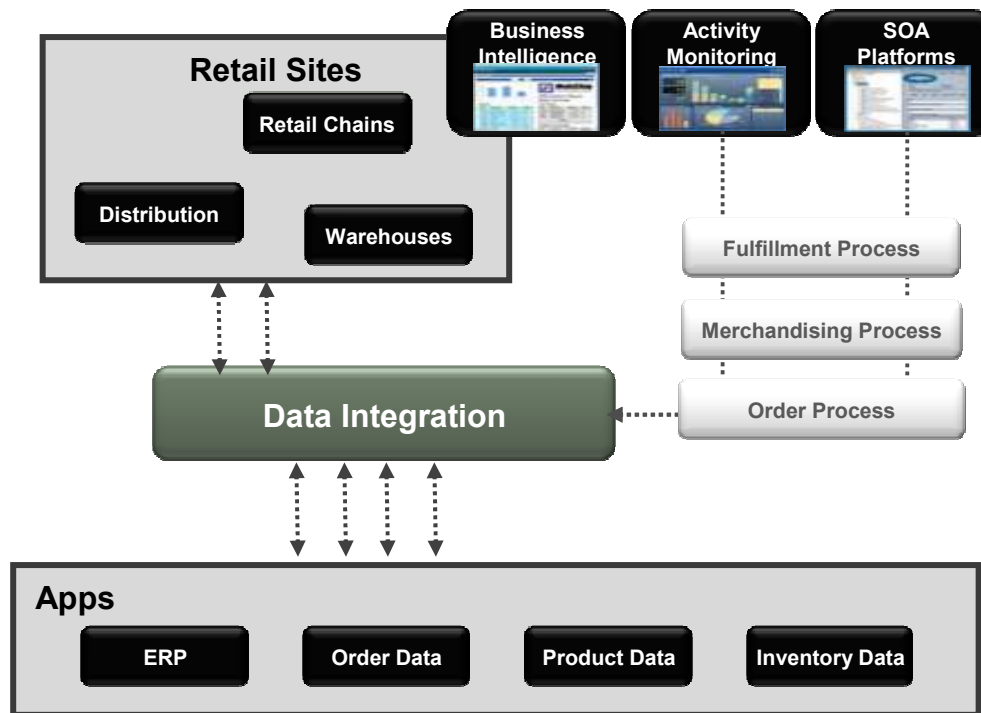 Business
Intelligence
Activity
Monitoring
SOA
Platforms
Retail Sites
Retail Chains
Distribution
Warehouses
Fulfillment Process
Merchandising Process
Order Process
Data Integration
Apps
ERP
Order Data
Product Data
Inventory Data